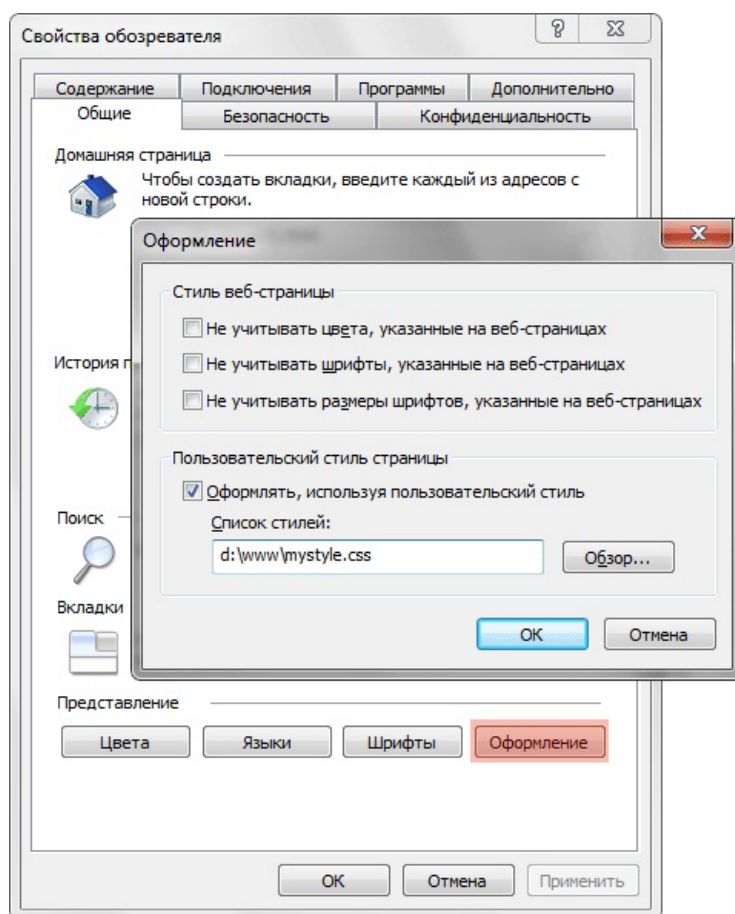 Свойства обозревателя
Содержание Подключения Программы Дополнительно
Общие Безопасность Конфиденциальность
Домашняя страница
Чтобы создать вкладки, введите каждый из адресов с
новой строки.
Оформление
Стиль веб-страницы
Не учитывать цвета, указанные на веб-страницах
Не учитывать шрифты, указанные на веб-страницах
Не учитывать размеры шрифтов, указанные на веб-страницах
История п
Пользовательский стиль страницы
Оформлять, используя пользовательский стиль
Список стилей:
d:\www\mystyle.css Обзор...
Поиск
Вкладки
ОК Отмена
Представление
Цвета Языки Шрифты Оформление
ОК Отмена Применить